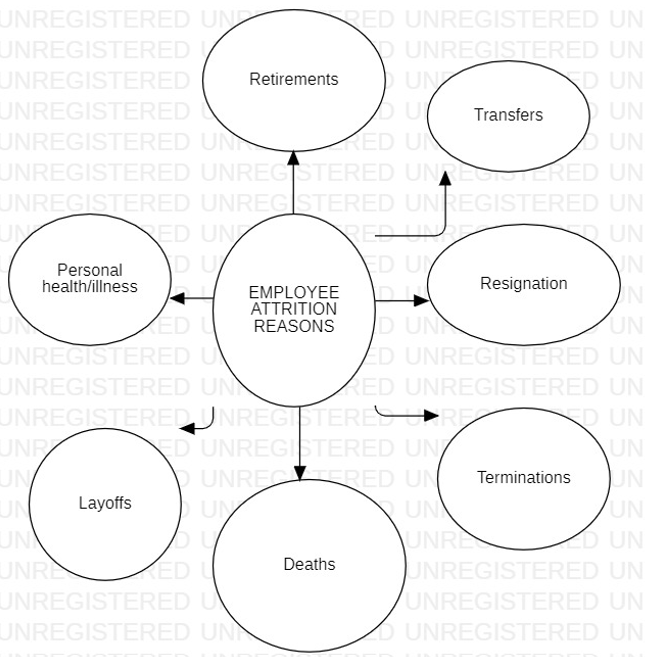 UNREGISTERED UNREGISTERED UNREGISTERED UN
Retirements
Transfers
Personal
health/illness
EMPLOYEE
ATTRITION
REASONS
Resignation
Layoffs
Deaths
Terminations